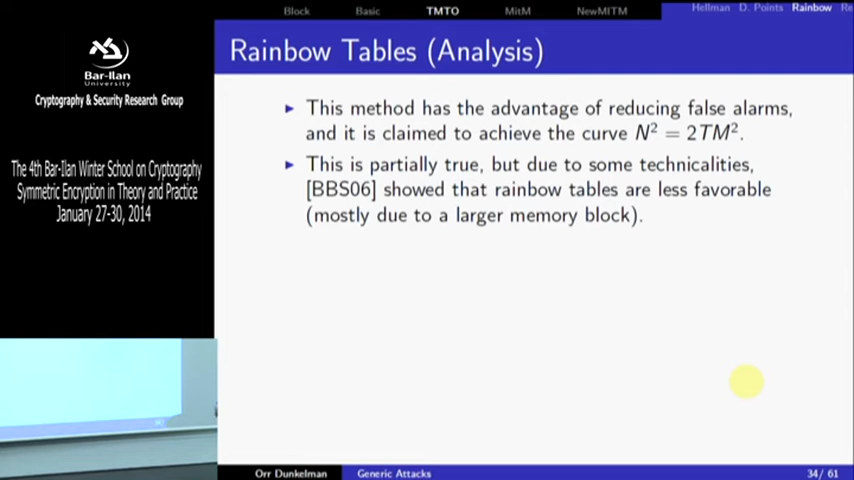 Block Basic TMTO MitM NewMITM
Hellman D. Points Rainbow Re
Bar-Ilan
University
Cryptography & Security Research Group
The 4th Bar-Ilan Winter School on Cryptography
Symmetric Encryption in Theory and Practice
January 27-30, 2014
Rainbow Tables (Analysis)
This method has the advantage of reducing false alarms,
and it is claimed to achieve the curve N² = 2TM².
This is partially true, but due to some technicalities,
[BBS06] showed that rainbow tables are less favorable
(mostly due to a larger memory block).
Orr Dunkelman Generic Attacks 34/ 61